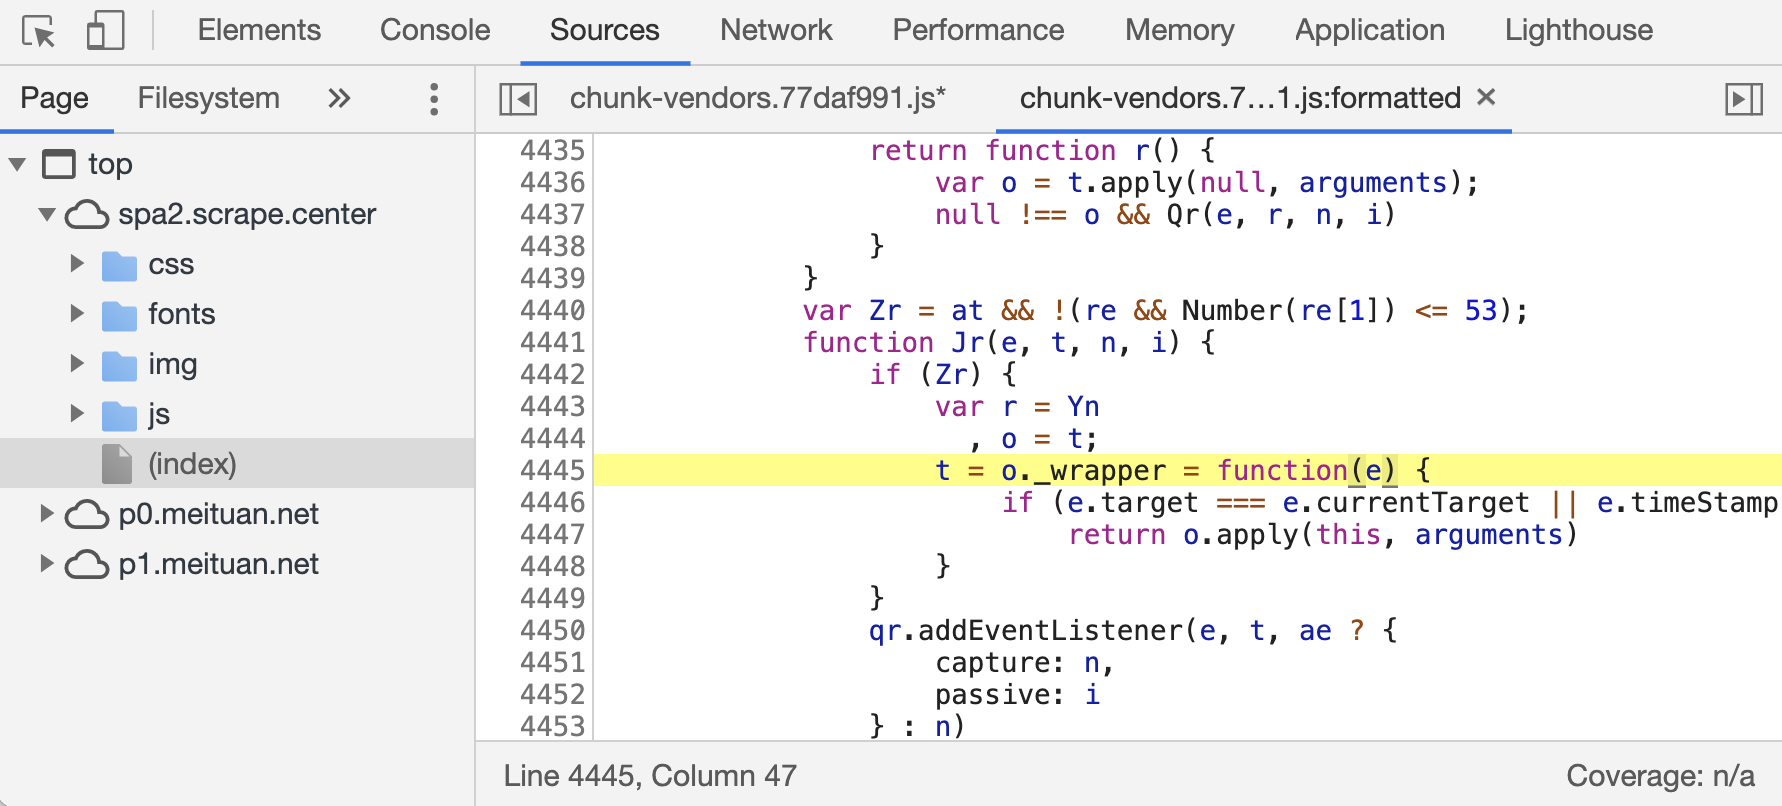 Elements Console Sources Network Performance Memory Application Lighthouse
Page Filesystem » chunk-vendors.77daf991.js* chunk-vendors.7…1.js:formatted ×
top
spa2.scrape.center
css
fonts
img
js
(index)
p0.meituan.net
p1.meituan.net
4435 return function r() {
4436 var o = t.apply(null, arguments);
4437 null !== o && Qr(e, r, n, i)
4438 }
4439 }
4440 var Zr = at && !(re && Number(re[1]) <= 53);
4441 function Jr(e, t, n, i) {
4442 if (Zr) {
4443 var r = Yn
4444 , o = t;
4445 t = o._wrapper = function(e) {
4446 if (e.target === e.currentTarget || e.timeStamp
4447 return o.apply(this, arguments)
4448 }
4449 }
4450 qr.addEventListener(e, t, ae ? {
4451 capture: n,
4452 passive: i
4453 } : n)
Line 4445, Column 47 Coverage: n/a